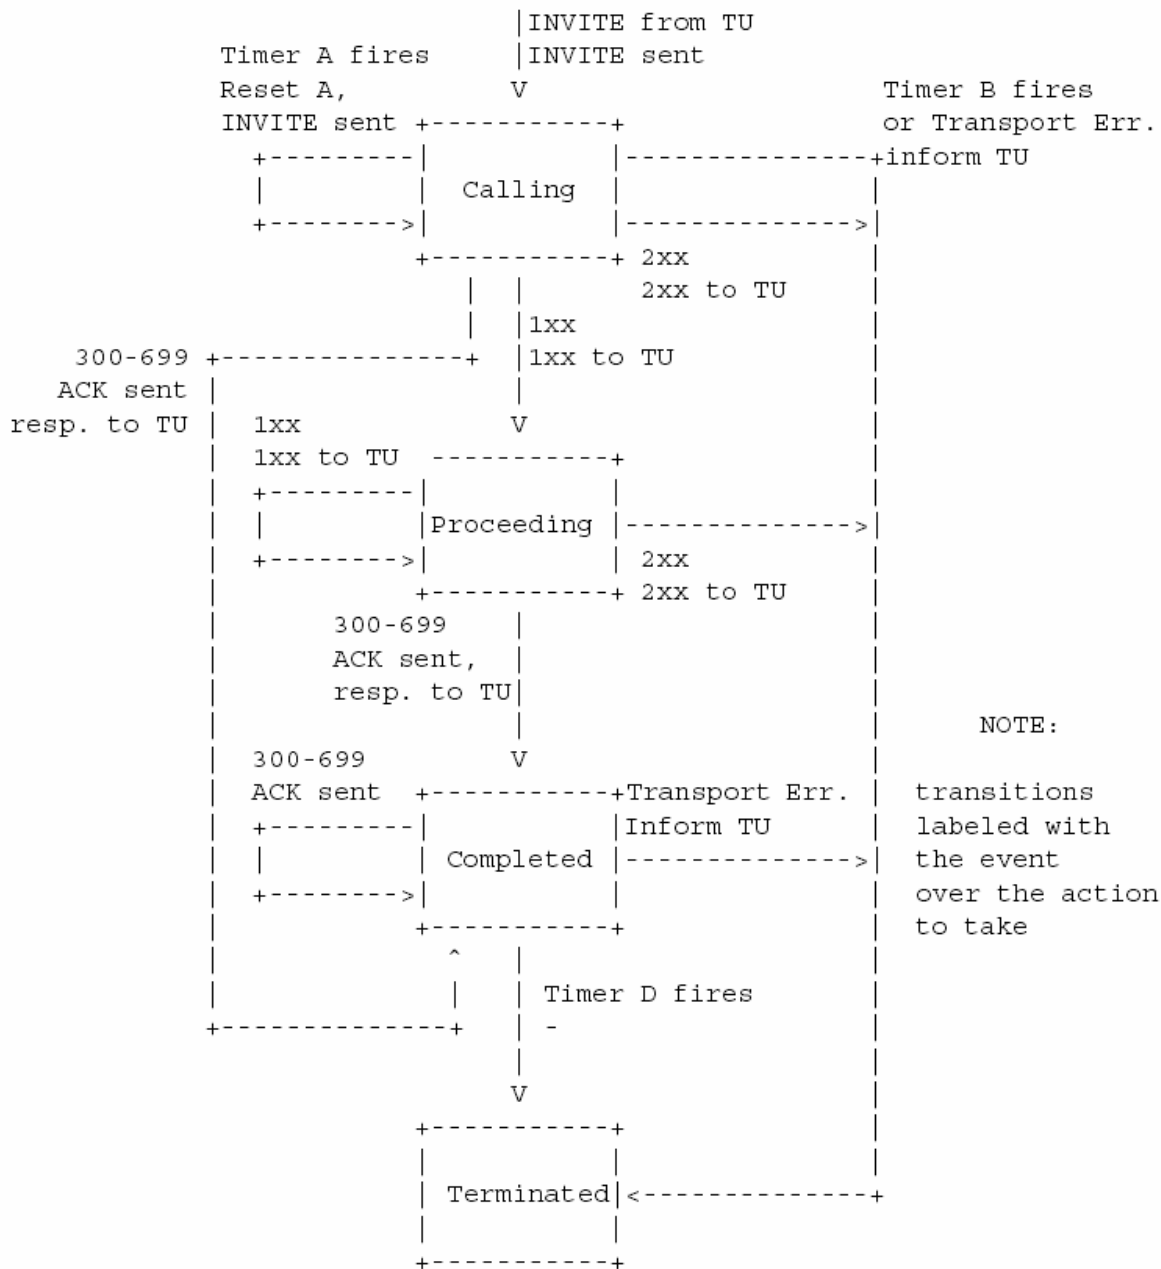 |INVITE from TU
Timer A fires     |INVITE sent
Reset A,          V                      Timer B fires
INVITE sent +-----------+                or Transport Err.
+---------|           |---------------+inform TU
|         |  Calling  |               |
+-------->|           |-------------->|
+-----------+ 2xx           |
|  |       2xx to TU     |
|  |1xx                  |
300-699 +---------------+  |1xx to TU            |
ACK sent |                  |                     |
resp. to TU |  1xx             V                     |
|  1xx to TU  -----------+               |
|  +---------|           |               |
|  |         |Proceeding |-------------->|
|  +-------->|           | 2xx           |
|            +-----------+ 2xx to TU     |
|       300-699    |                     |
|       ACK sent,  |                     |
|       resp. to TU|                     |
|                  |                     |      NOTE:
|  300-699         V                     |
|  ACK sent  +-----------+Transport Err. |  transitions
|  +---------|           |Inform TU      |  labeled with
|  |         | Completed |-------------->|  the event
|  +-------->|           |               |  over the action
|            +-----------+               |  to take
|              ^   |                     |
|              |   | Timer D fires       |
+--------------+   | -                   |
|                     |
V                     |
+-----------+               |
|           |               |
| Terminated|<--------------+
|           |
+-----------+